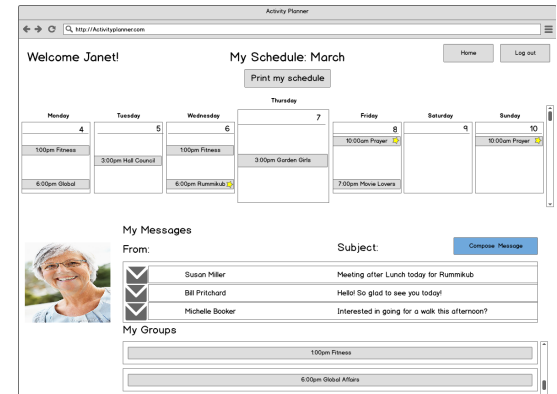 Activity Planner
http://Activityplanner.com
Welcome Janet!
My Schedule: March
Home
Log out
Print my schedule
Monday
Tuesday
Wednesday
Thursday
Friday
Saturday
Sunday
4
5
6
7
8
9
10
1:00pm Fitness
3:00pm Hall Council
1:00pm Fitness
3:00pm Garden Girls
10:00am Prayer
10:00am Prayer
6:00pm Global
6:00pm Rummikub
7:00pm Movie Lovers
My Messages
From:
Subject:
Compose Message
Susan Miller
Meeting after Lunch today for Rummikub
Bill Pritchard
Hello! So glad to see you today!
Michelle Booker
Interested in going for a walk this afternoon?
My Groups
1:00pm Fitness
6:00pm Global Affairs